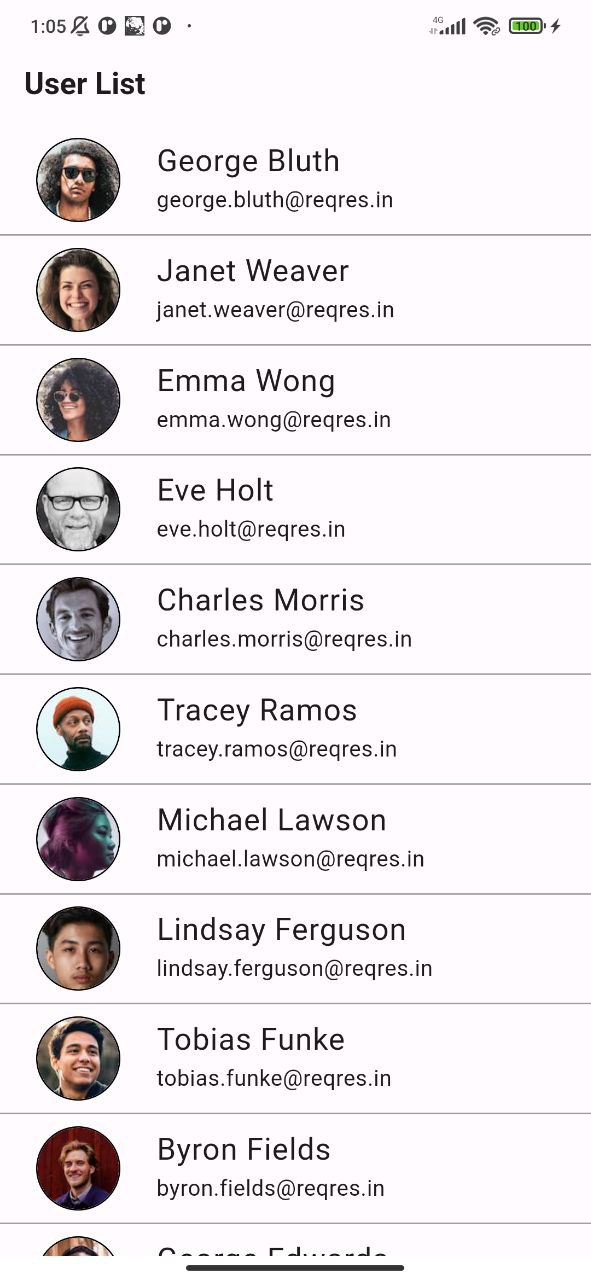 1:05
4G
100
User List
George Bluth
george.bluth@reqres.in
Janet Weaver
janet.weaver@reqres.in
Emma Wong
emma.wong@reqres.in
Eve Holt
eve.holt@reqres.in
Charles Morris
charles.morris@reqres.in
Tracey Ramos
tracey.ramos@reqres.in
Michael Lawson
michael.lawson@reqres.in
Lindsay Ferguson
lindsay.ferguson@reqres.in
Tobias Funke
tobias.funke@reqres.in
Byron Fields
byron.fields@reqres.in
George Edwards